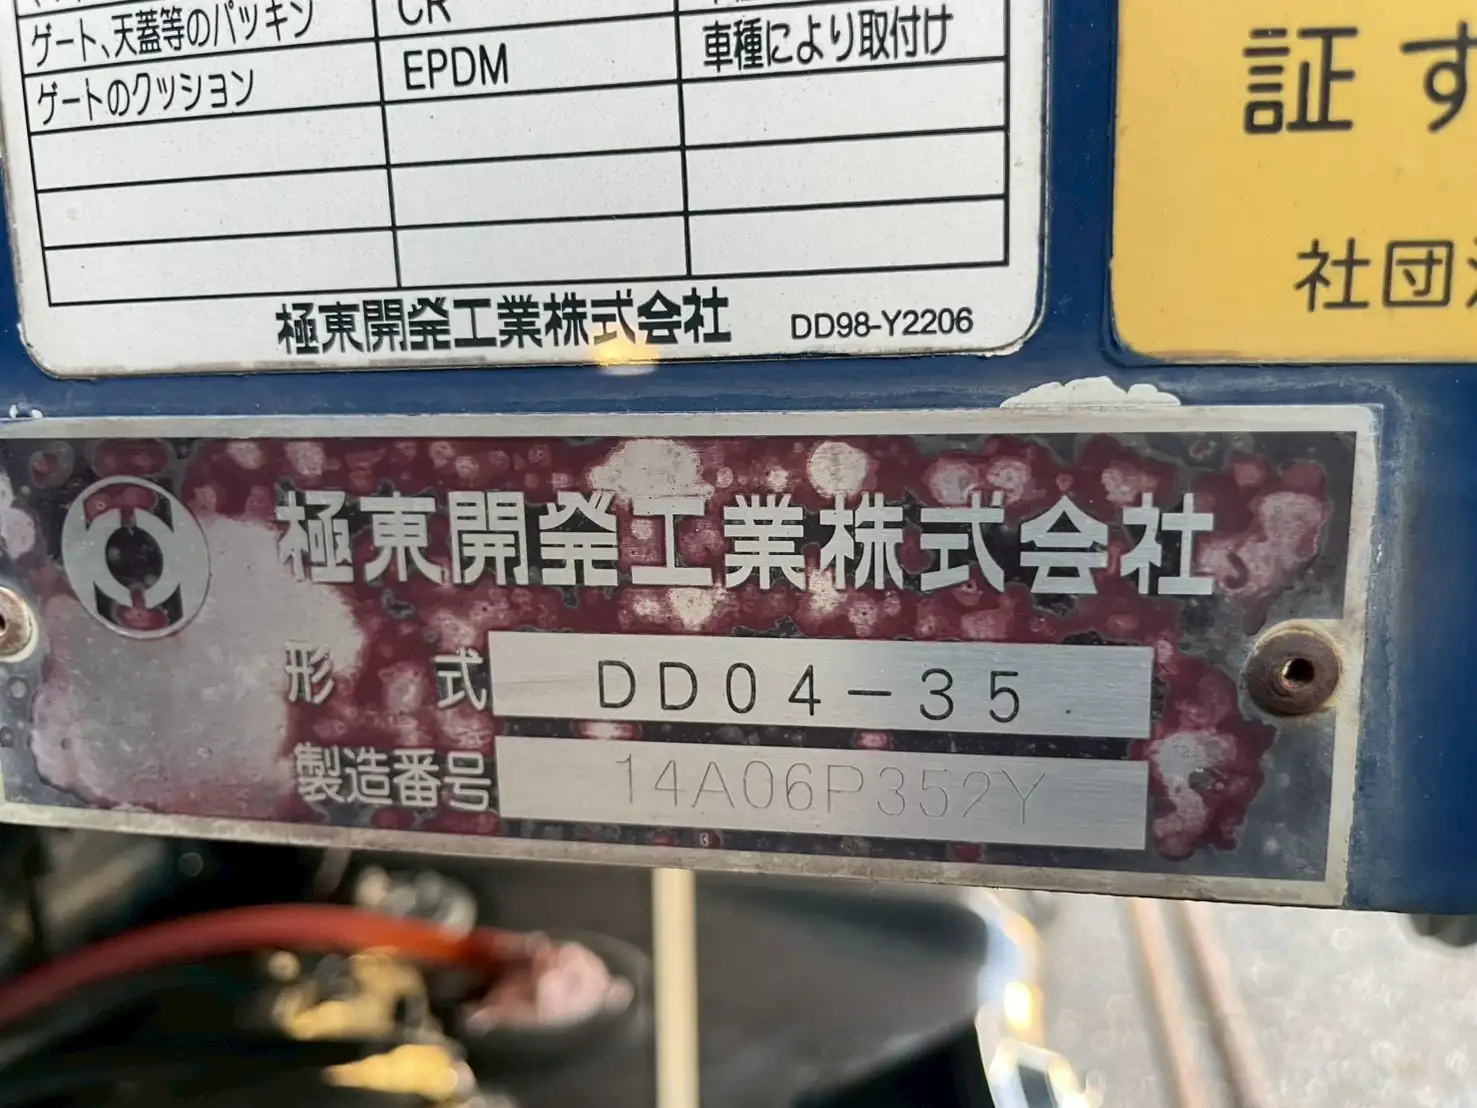 ゲート、天蓋等のパッキン CR
ゲートのクッション EPDM 車種により取付け
極東開発工業株式会社 DD98-Y2206
証す
社団
極東開発工業株式会社
形式 DD04-35
製造番号 14A06P352Y